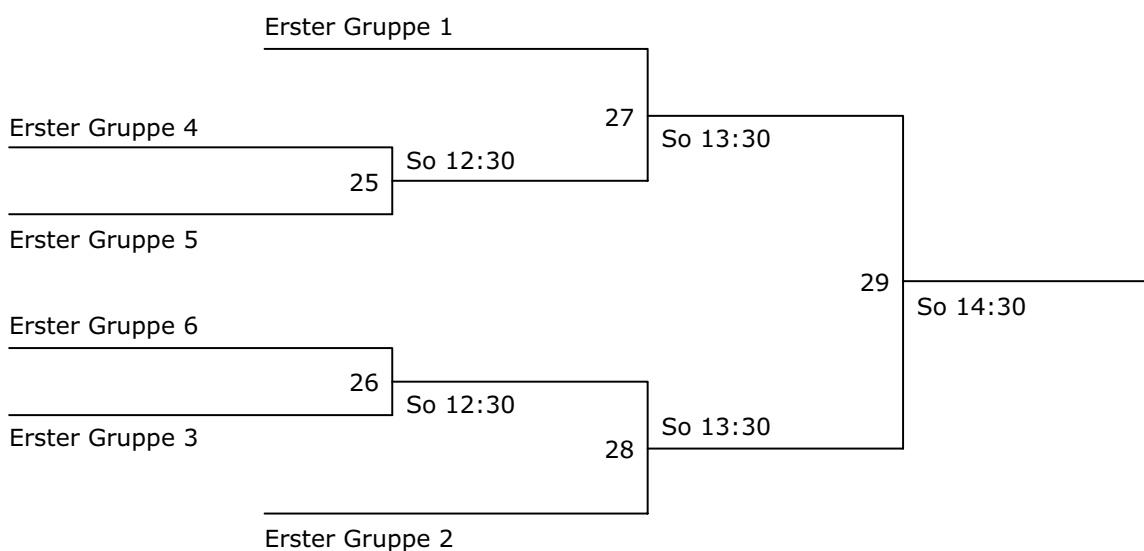 Erster Gruppe 1
27
So 13:30
Erster Gruppe 4
So 12:30
25
Erster Gruppe 5
29
So 14:30
Erster Gruppe 6
26
So 12:30
Erster Gruppe 3
So 13:30
28
Erster Gruppe 2